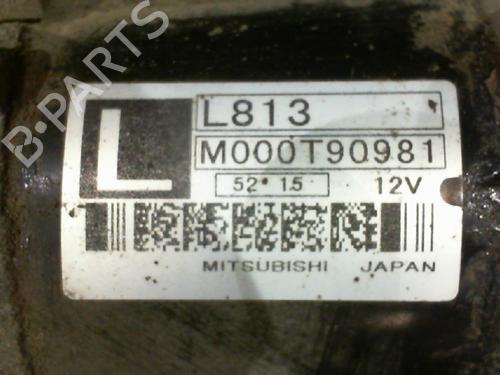 B-PARTS
L
L813
M000T90981
52• 15 12V
MITSUBISHI JAPAN